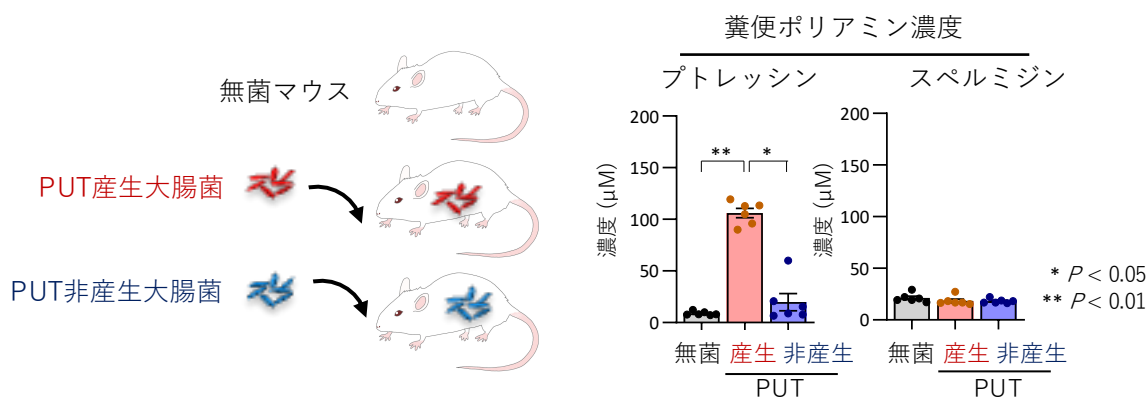 無菌マウス
PUT産生大腸菌
PUT非産生大腸菌
糞便ポリアミン濃度
プトレッシン
濃度 (μM)
200
150
100
50
0
** *
無菌 産生 非産生
PUT
スペルミジン
濃度 (μM)
200
150
100
50
0
無菌 産生 非産生
PUT
* P < 0.05
** P < 0.01